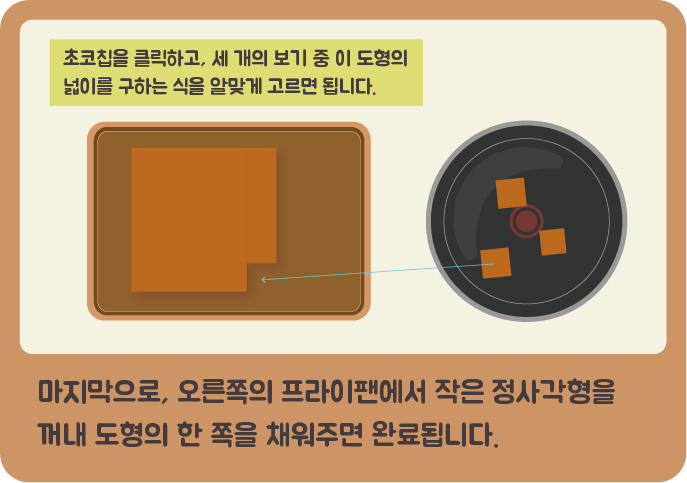 초코칩을 클릭하고, 세 개의 보기 중 이 도형의
넓이를 구하는 식을 알맞게 고르면 됩니다.
마지막으로, 오른쪽의 프라이팬에서 작은 정사각형을
꺼내 도형의 한 쪽을 채워주면 완료됩니다.